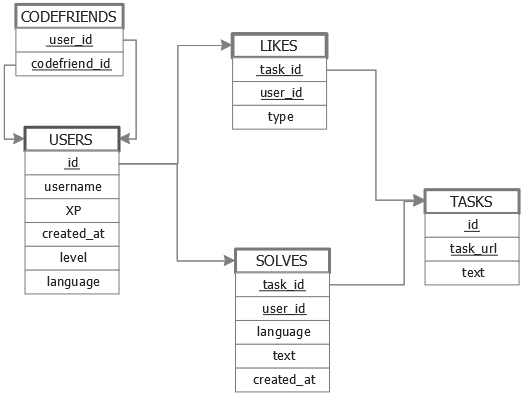 CODEFRIENDS
user_id
codefriend_id
USERS
id
username
XP
created_at
level
language
LIKES
task_id
user_id
type
SOLVES
task_id
user_id
language
text
created_at
TASKS
id
task_url
text